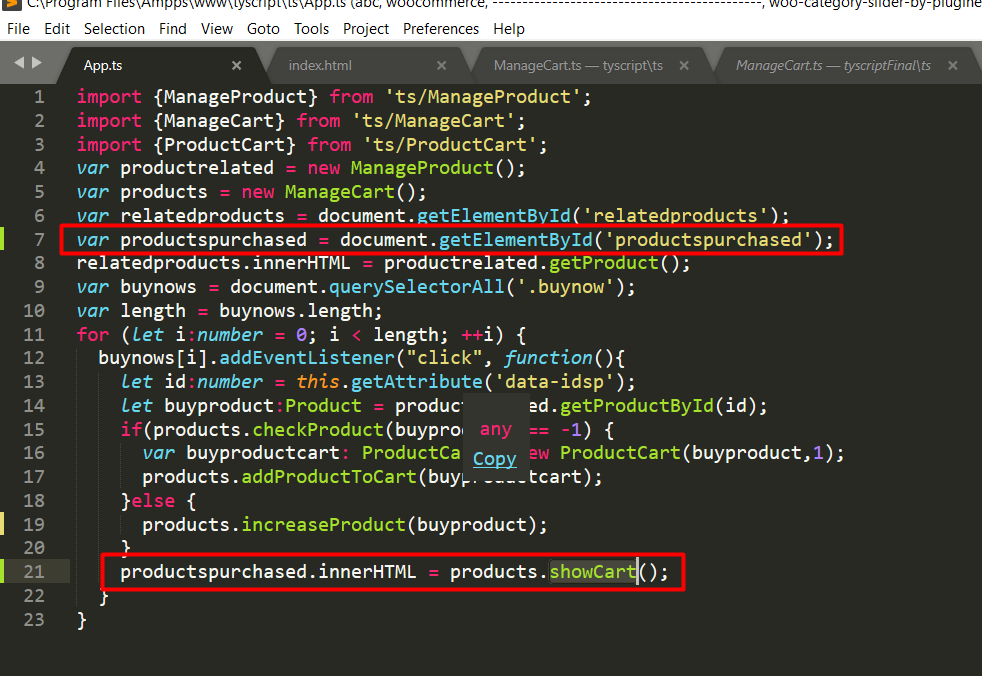 C:\Program Files\Ampps\www\tyscript\ts\App.ts (abc, woocommerce, -------------------------------------------, woo-category-slider-by-plugine
File Edit Selection Find View Goto Tools Project Preferences Help
App.ts × index.html × ManageCart.ts — tyscript\ts × ManageCart.ts — tyscriptFinal\ts ×
1 import {ManageProduct} from 'ts/ManageProduct';
2 import {ManageCart} from 'ts/ManageCart';
3 import {ProductCart} from 'ts/ProductCart';
4 var productrelated = new ManageProduct();
5 var products = new ManageCart();
6 var relatedproducts = document.getElementById('relatedproducts');
7 var productspurchased = document.getElementById('productspurchased');
8 relatedproducts.innerHTML = productrelated.getProduct();
9 var buynows = document.querySelectorAll('.buynow');
10 var length = buynows.length;
11 for (let i:number = 0; i < length; ++i) {
12 buynows[i].addEventListener("click", function(){
13 let id:number = this.getAttribute('data-idsp');
14 let buyproduct:Product = produc ed.getProductById(id);
15 if(products.checkProduct(buypro any == -1) {
16 var buyproductcart: ProductCa Copy ew ProductCart(buyproduct,1);
17 products.addProductToCart(buyproductcart);
18 }else {
19 products.increaseProduct(buyproduct);
20 }
21 productspurchased.innerHTML = products.showCart();
22 }
23 }